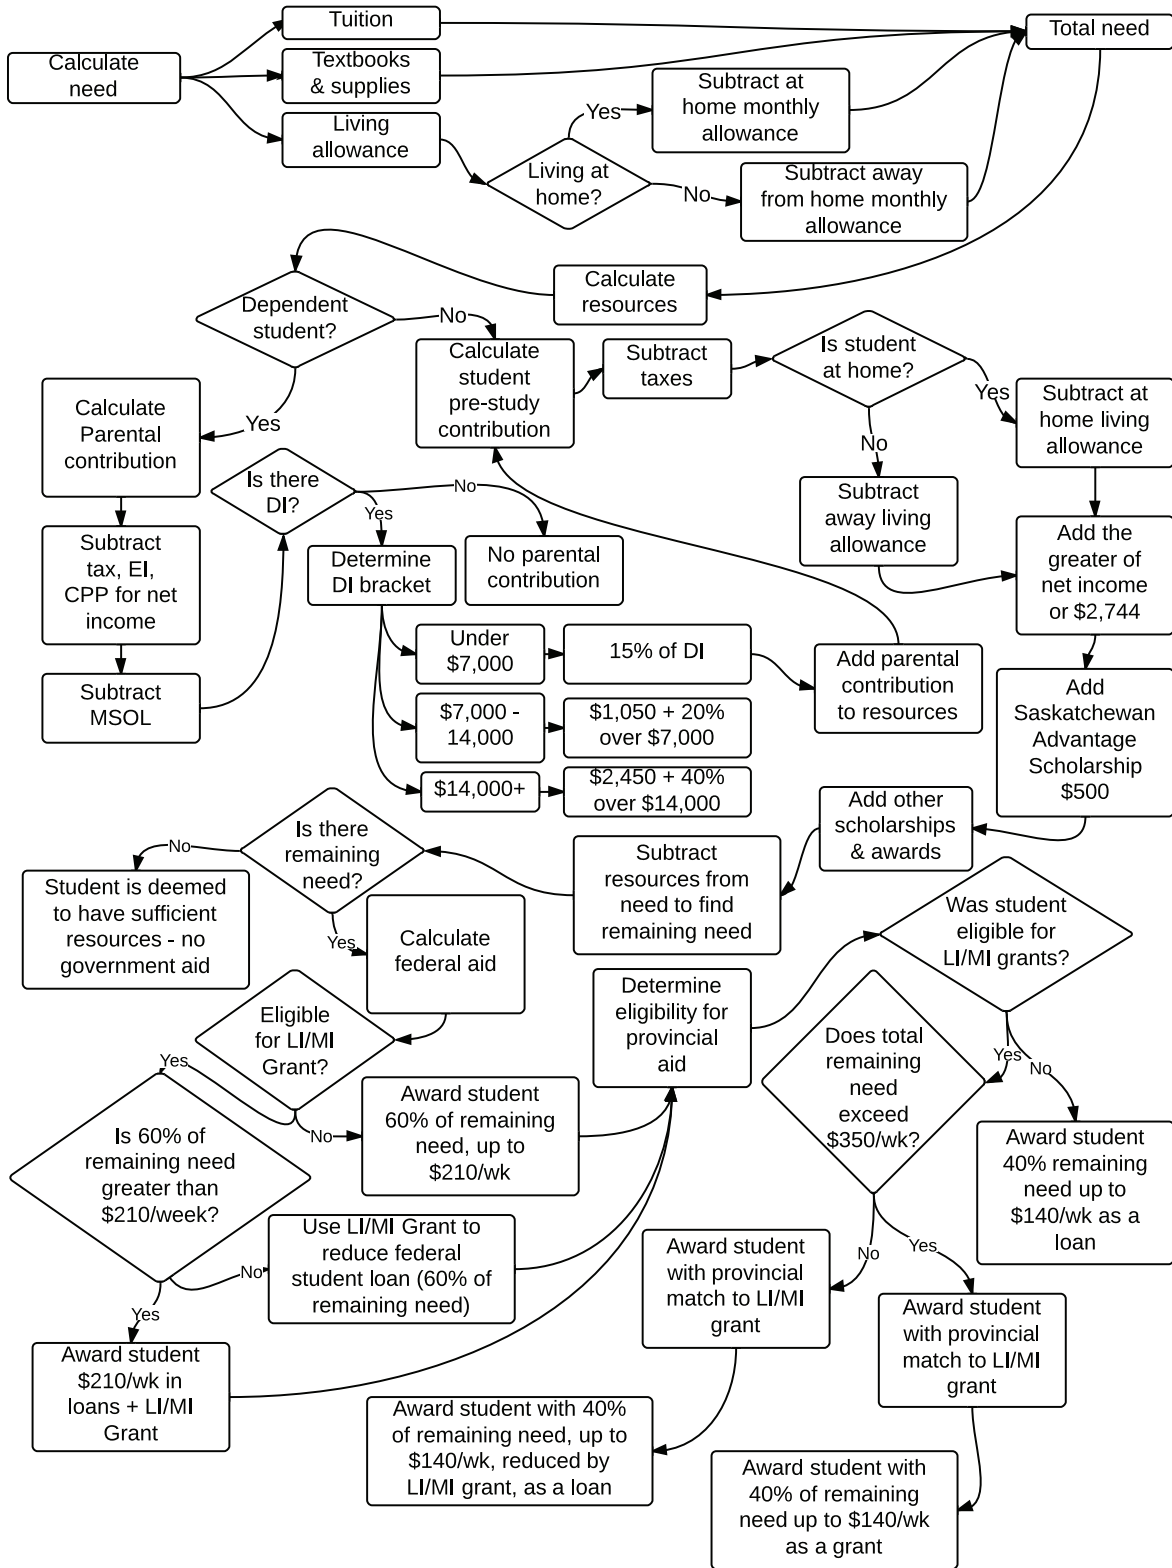 Tuition
Total need
Calculate
need
Textbooks
& supplies
Living
allowance
Yes
Subtract at
home monthly
allowance
Living at
home?
No
Subtract away
from home monthly
allowance
Calculate
resources
Dependent
student?
No
Calculate
student
pre-study
contribution
Subtract
taxes
Is student
at home?
Yes
Subtract at
home living
allowance
No
Subtract
away living
allowance
Yes
Calculate
Parental
contribution
Is there
DI?
No
Yes
No parental
contribution
Determine
DI bracket
Subtract
tax, EI,
CPP for net
income
Add the
greater of
net income
or $2,744
Subtract
MSOL
Under
$7,000
15% of DI
$7,000 -
14,000
$1,050 + 20%
over $7,000
$14,000+
$2,450 + 40%
over $14,000
Add parental
contribution
to resources
Add
Saskatchewan
Advantage
Scholarship
$500
Add other
scholarships
& awards
Subtract
resources from
need to find
remaining need
Is there
remaining
need?
No
Student is deemed
to have sufficient
resources - no
government aid
Yes
Calculate
federal aid
Eligible
for LI/MI
Grant?
Yes
No
Award student
60% of remaining
need, up to
$210/wk
Is 60% of
remaining need
greater than
$210/week?
No
Use LI/MI Grant to
reduce federal
student loan (60% of
remaining need)
Yes
Award student
$210/wk in
loans + LI/MI
Grant
Determine
eligibility for
provincial
aid
Was student
eligible for
LI/MI grants?
Yes
No
Does total
remaining
need
exceed
$350/wk?
Award student
40% remaining
need up to
$140/wk as a
loan
No
Yes
Award student
with provincial
match to LI/MI
grant
Award student
with provincial
match to LI/MI
grant
Award student with 40%
of remaining need, up to
$140/wk, reduced by
LI/MI grant, as a loan
Award student with
40% of remaining
need up to $140/wk
as a grant